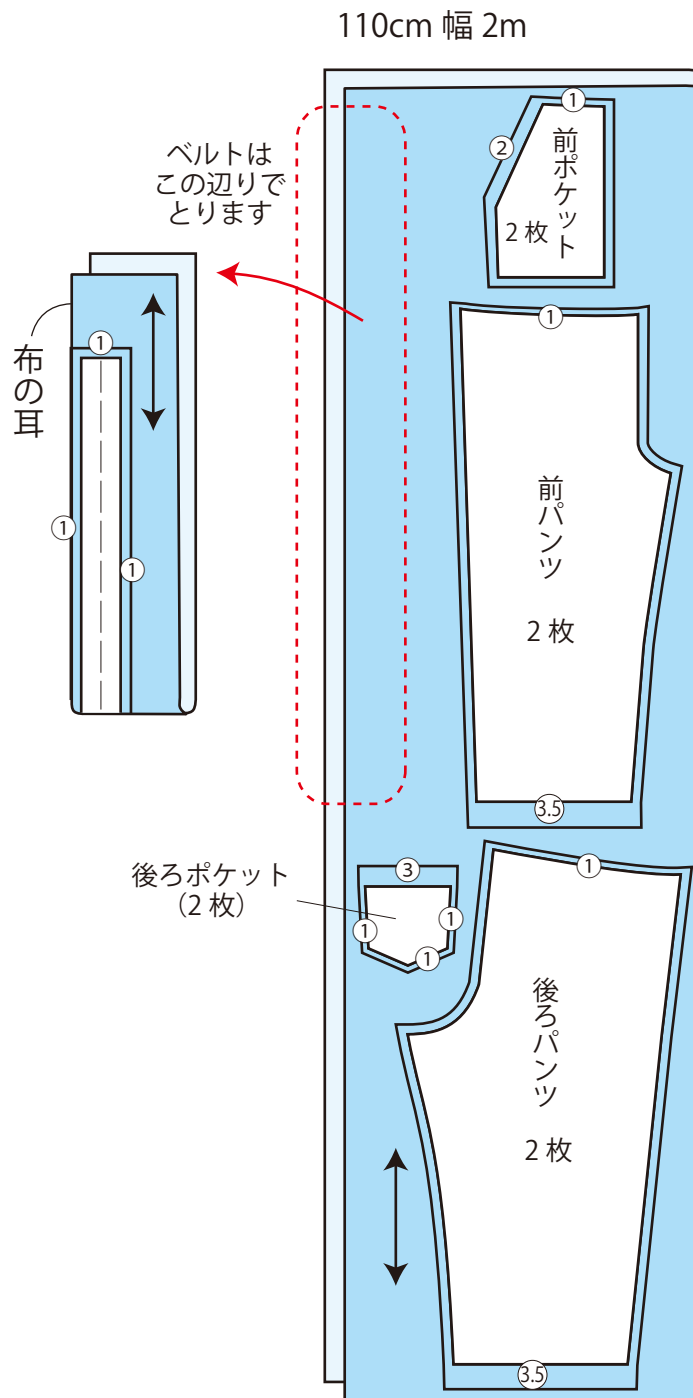 110cm 幅 2m
ベルトは
この辺りで
とります
布の耳
1
1
1
1
2
前ポケット
2 枚
1
前パンツ
2 枚
3.5
後ろポケット
（2 枚）
3
1
1
1
1
後ろパンツ
2 枚
3.5